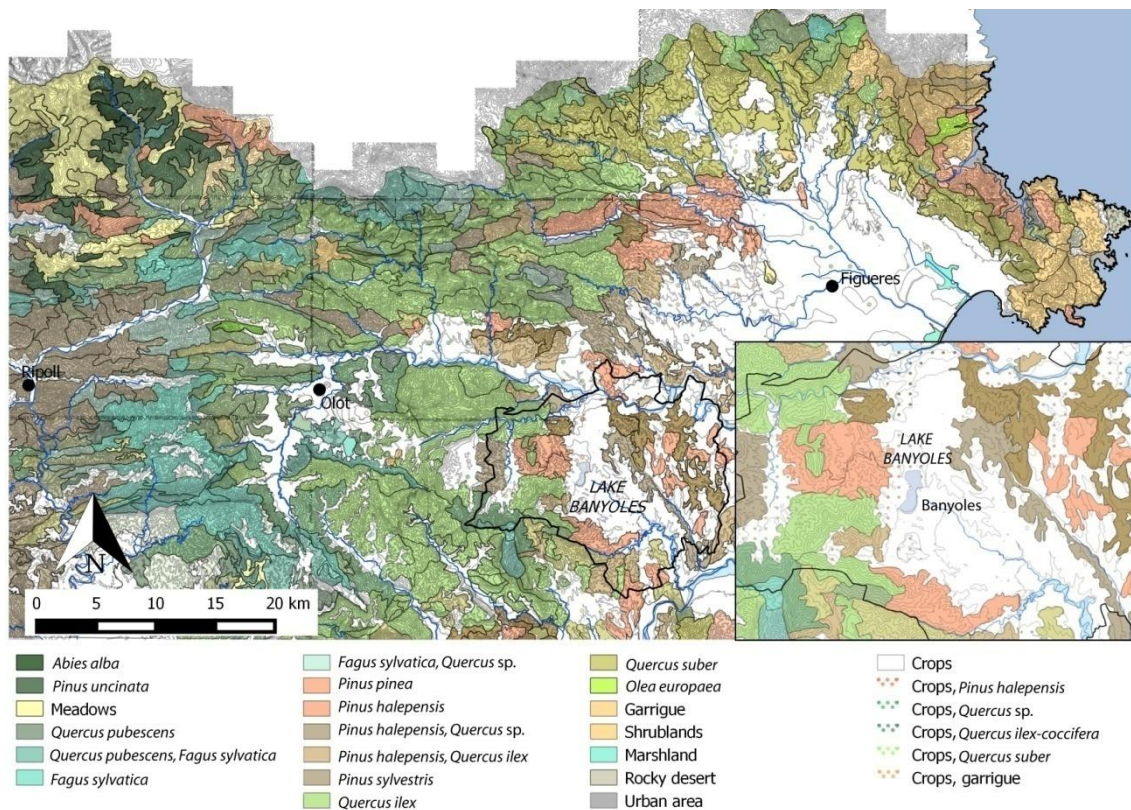 Figueres
Ripoll
Olot
LAKE
BANYOLES
LAKE
BANYOLES
Banyoles
N
0 5 10 15 20 km
Abies alba
Pinus uncinata
Meadows
Quercus pubescens
Quercus pubescens, Fagus sylvatica
Fagus sylvatica
Fagus sylvatica, Quercus sp.
Pinus pinea
Pinus halepensis
Pinus halepensis, Quercus sp.
Pinus halepensis, Quercus ilex
Pinus sylvestris
Quercus ilex
Quercus suber
Olea europaea
Garrigue
Shrublands
Marshland
Rocky desert
Urban area
Crops
Crops, Pinus halepensis
Crops, Quercus sp.
Crops, Quercus ilex-coccifera
Crops, Quercus suber
Crops, garrigue